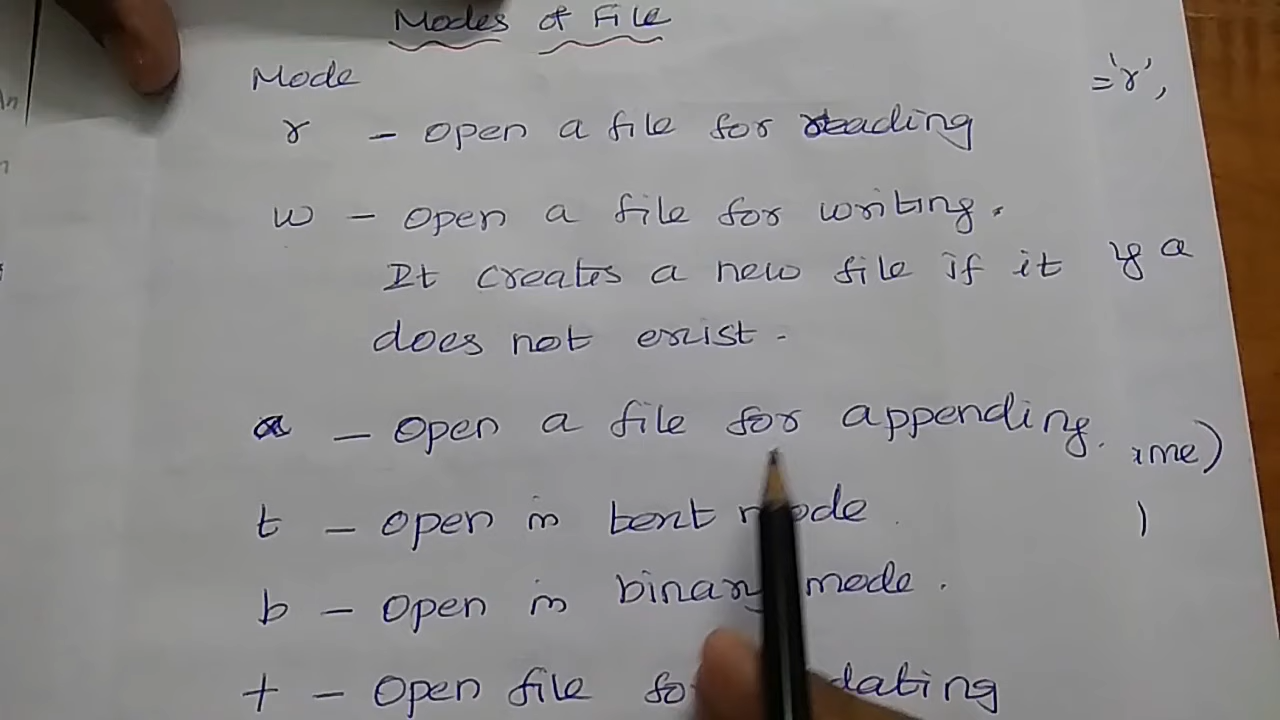 Modes of File
Mode
='r',
r - open a file for reading
w - open a file for writing.
It creates a new file if it
does not exist.
a - open a file for appending.
t - open in text mode.
b - open in binary mode.
+ - open file